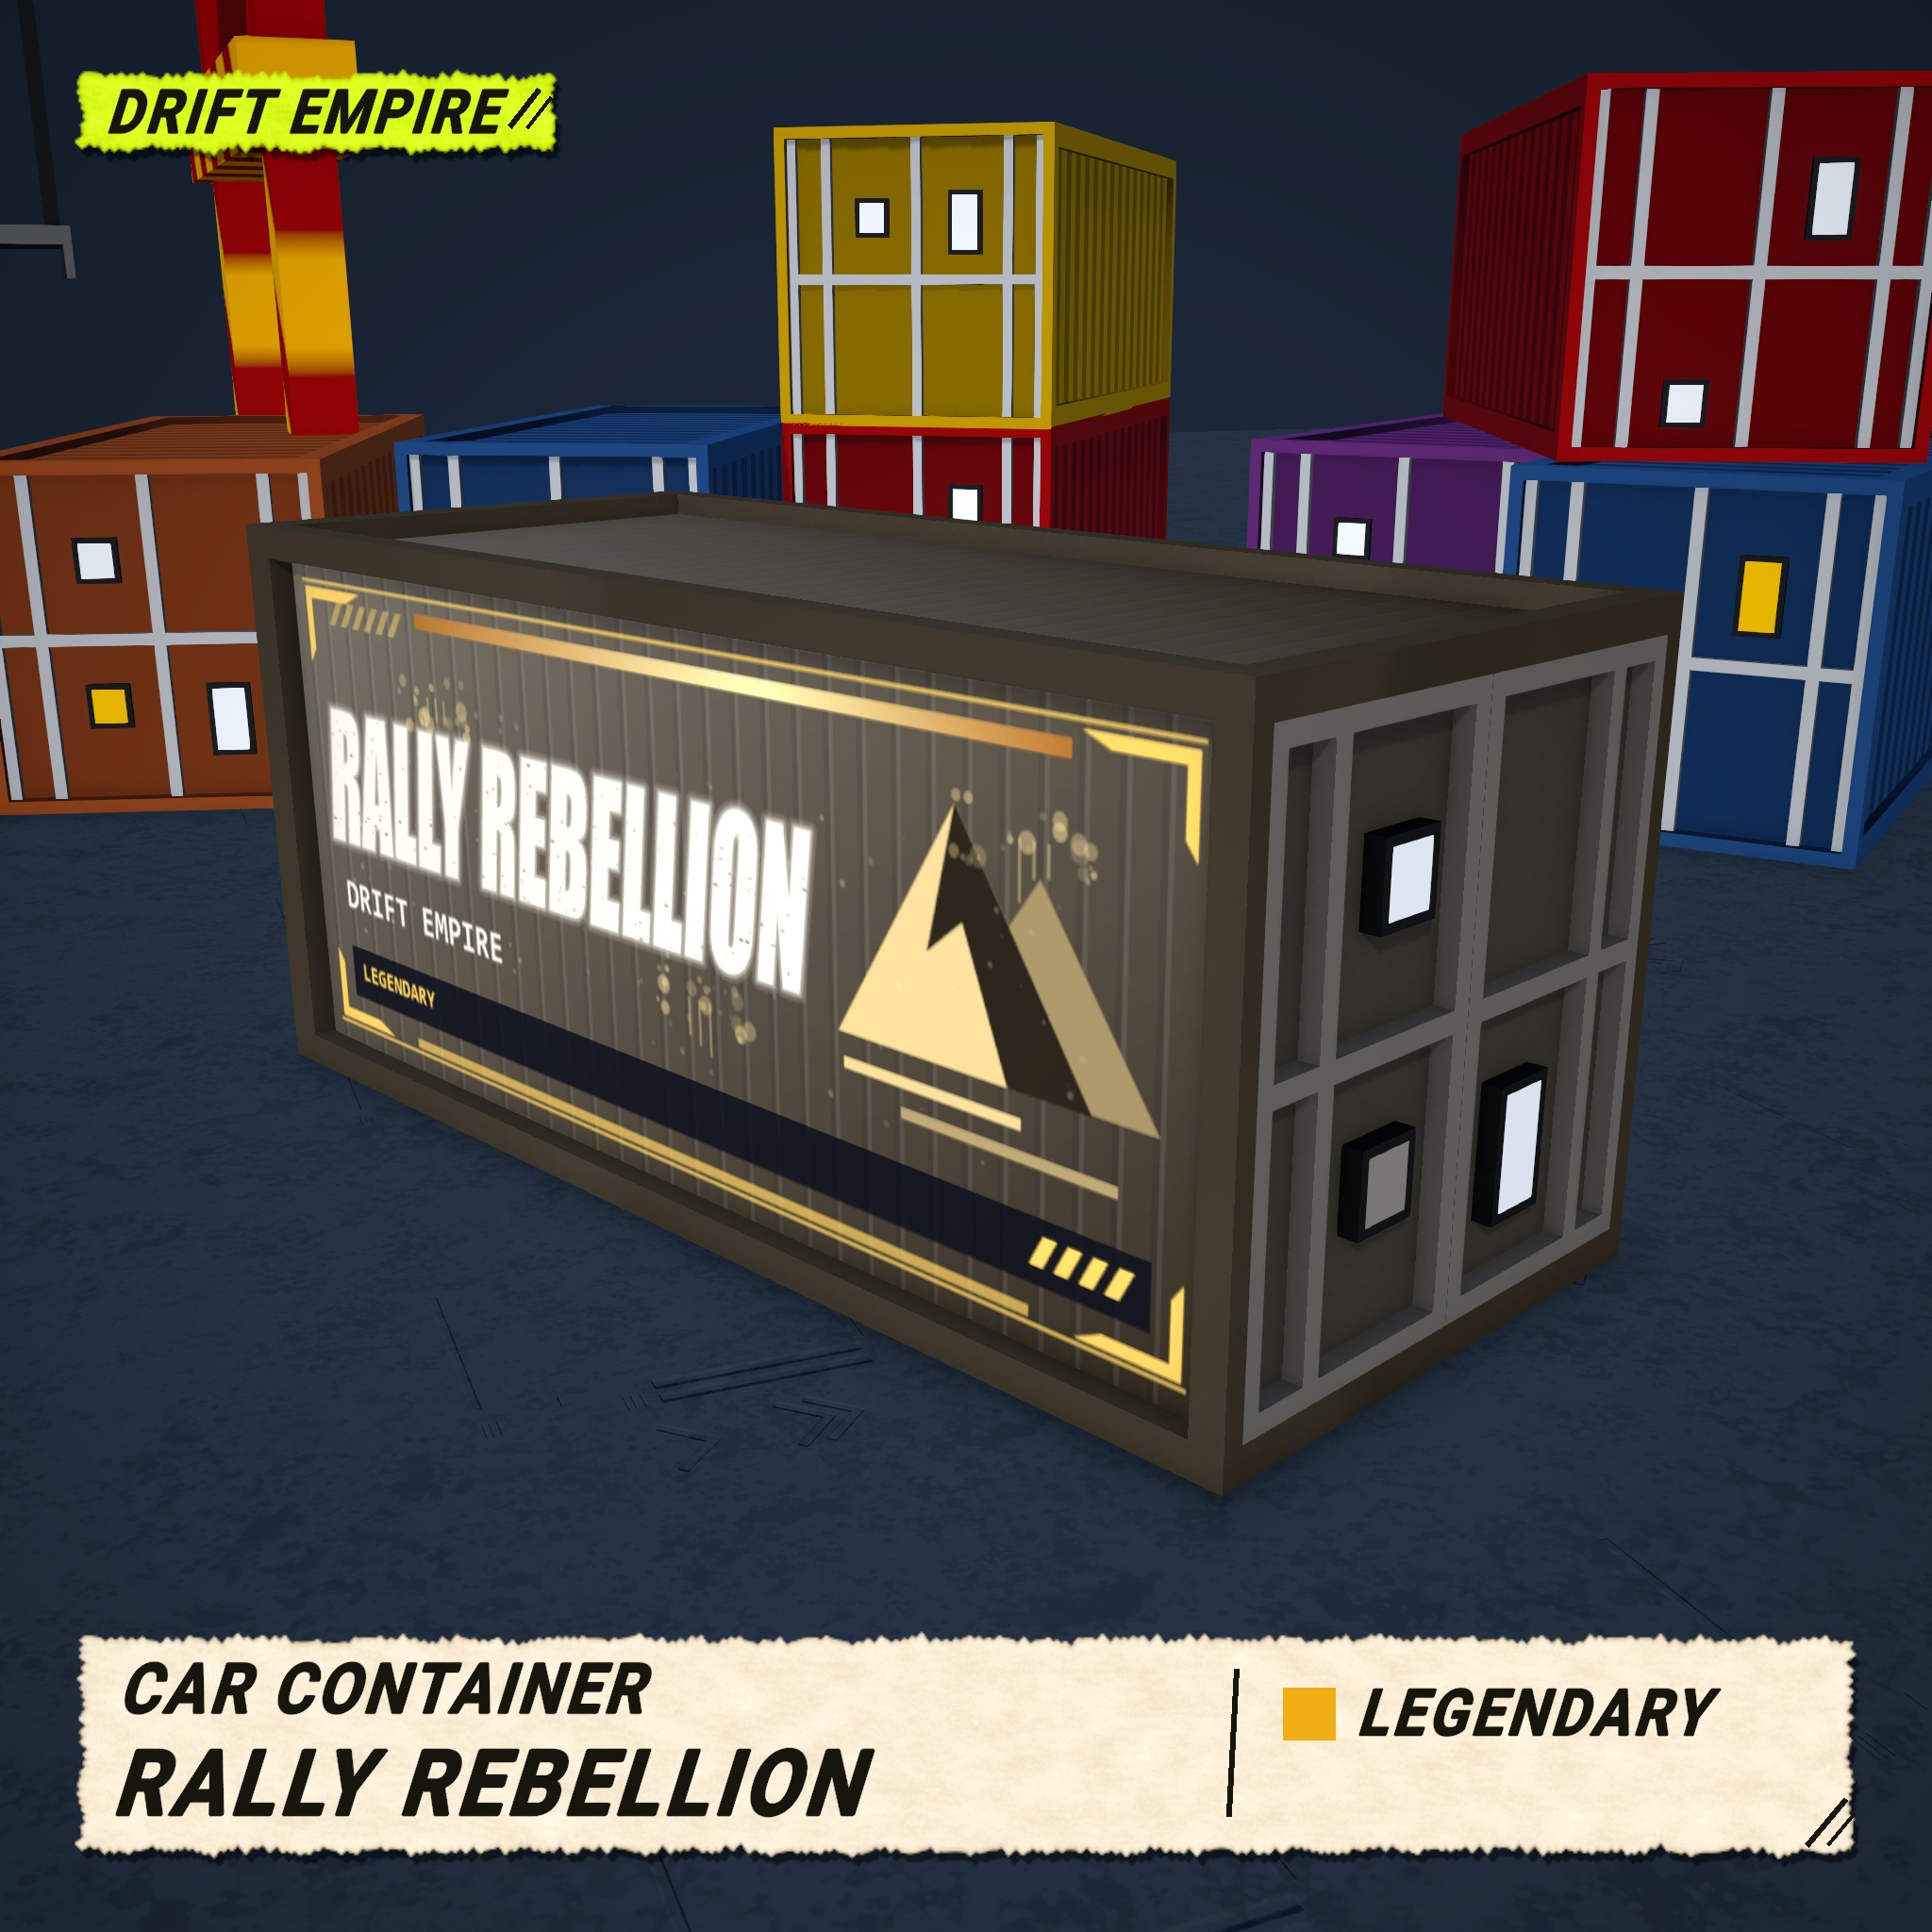 DRIFT EMPIRE//
RALLY REBELLION
DRIFT EMPIRE
LEGENDARY
CAR CONTAINER
RALLY REBELLION
LEGENDARY